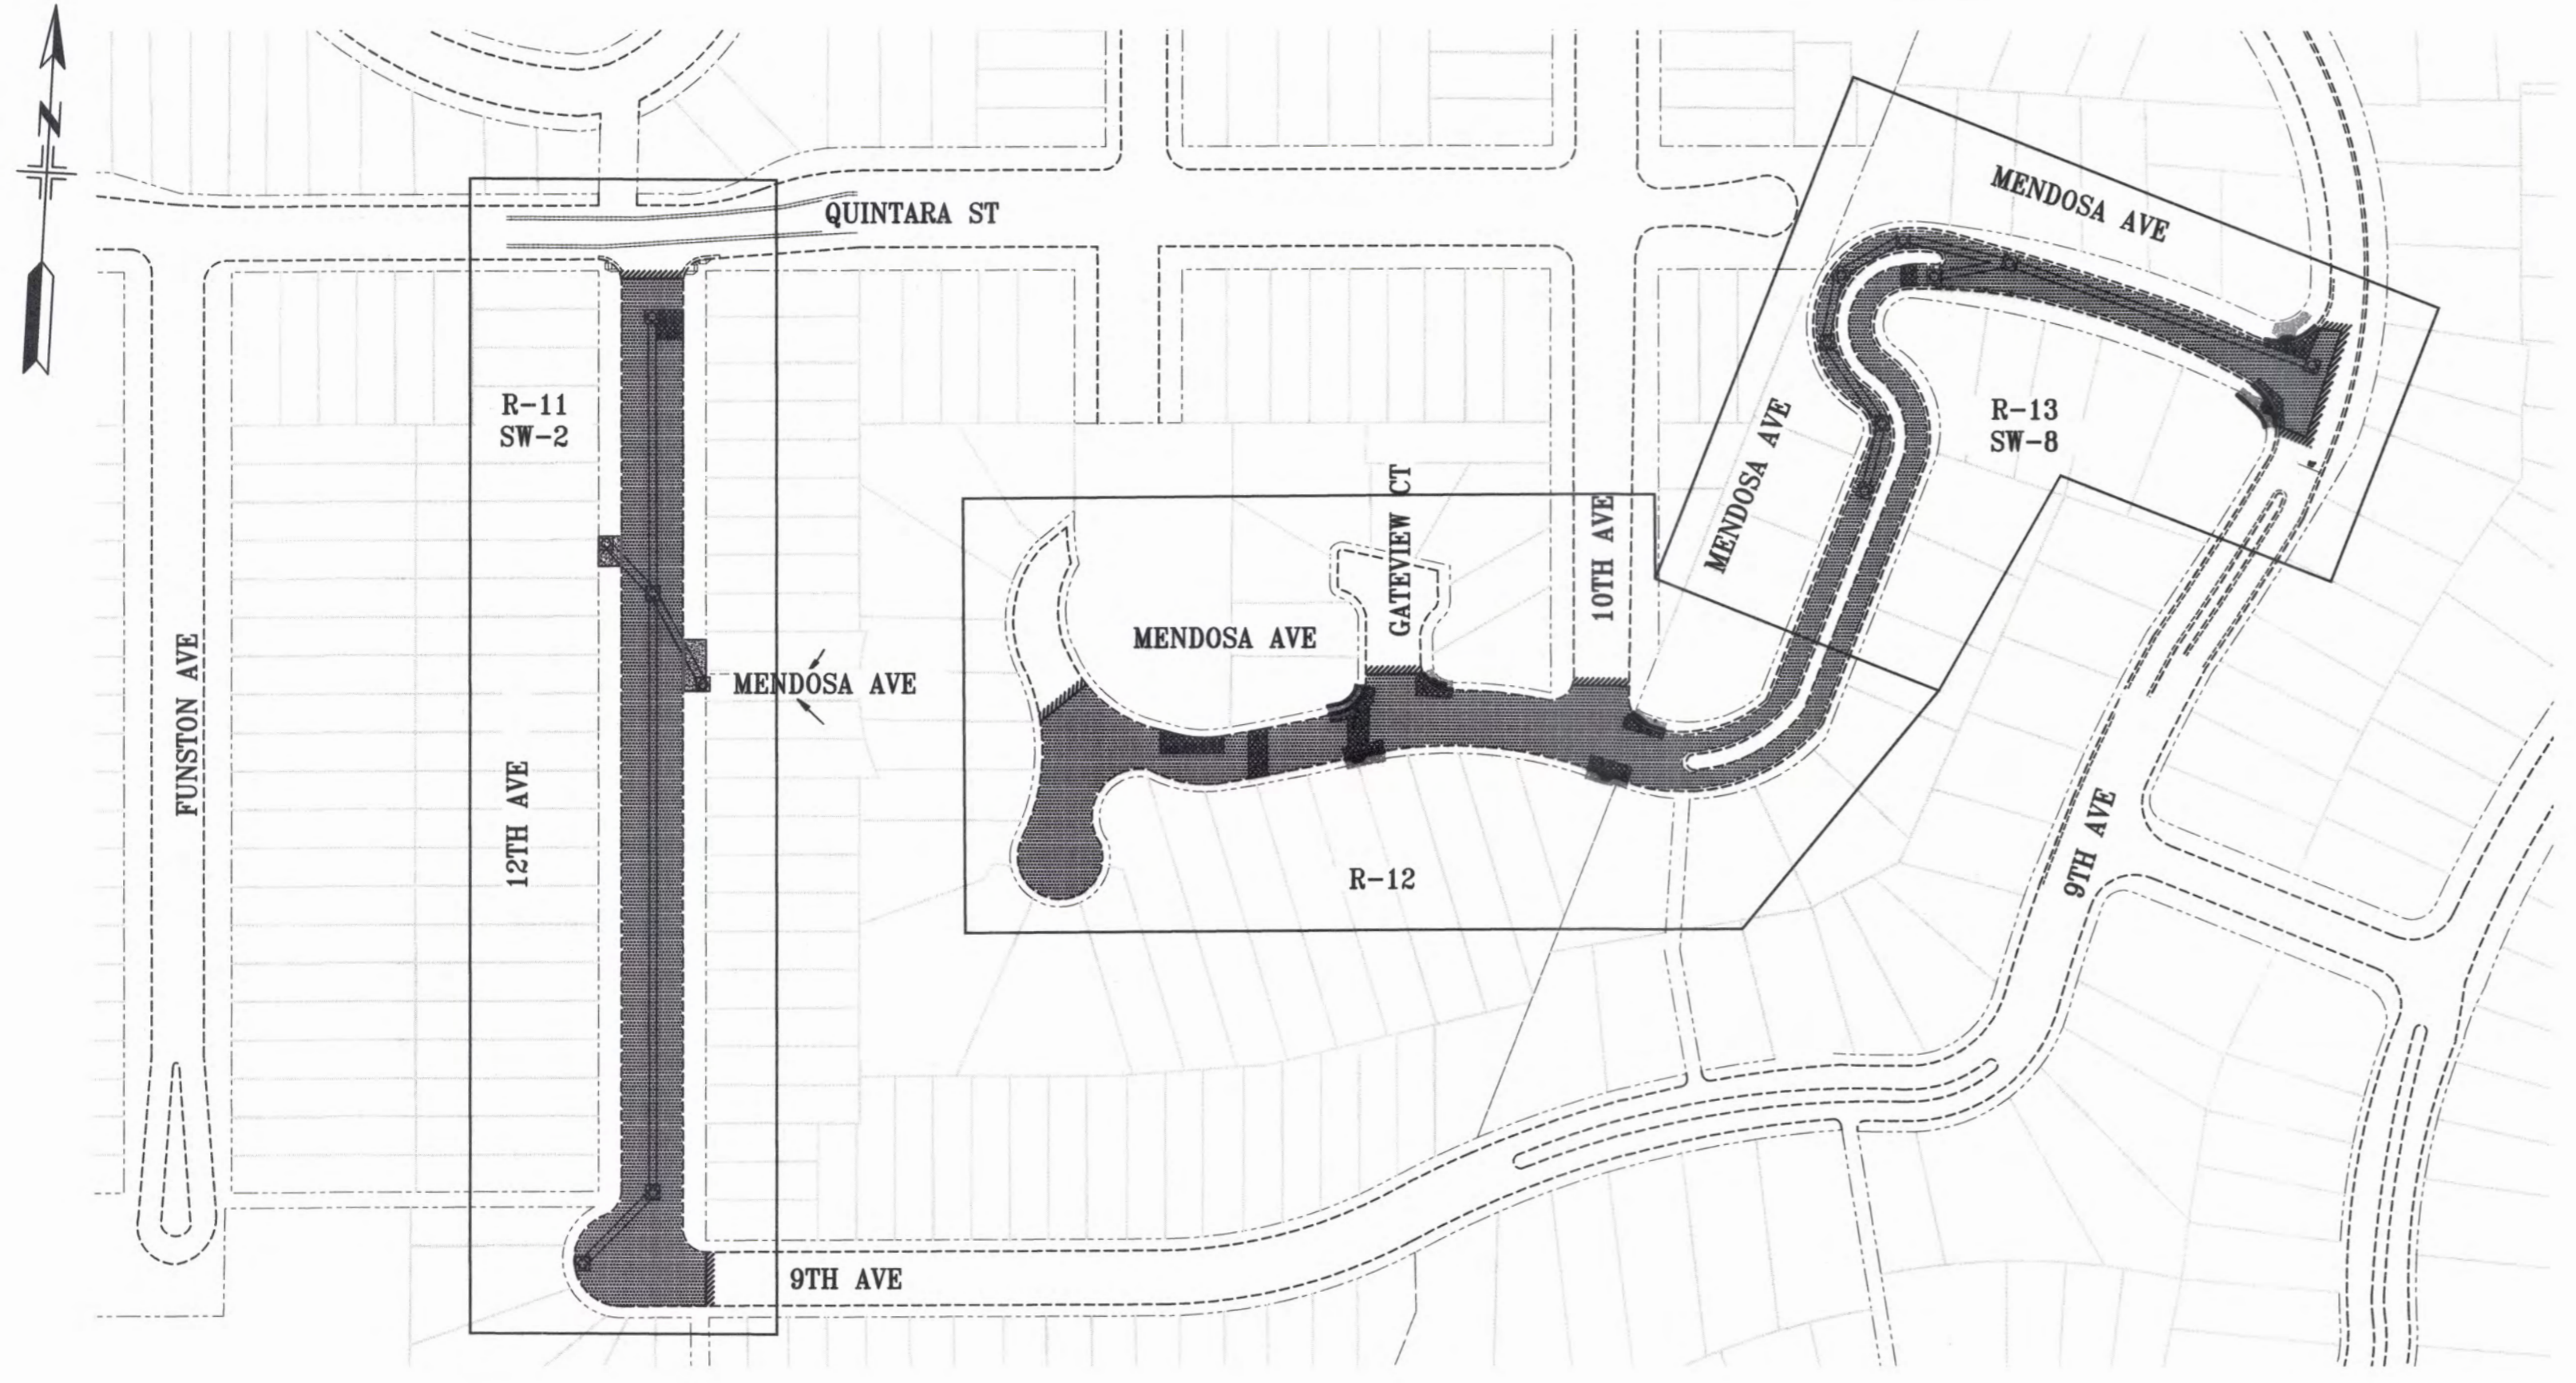 N
QUINTARA ST
MENDOSA AVE
R-11
SW-2
R-13
SW-8
MENDOSA AVE
GATEVIEW CT
10TH AVE
MENDOSA AVE
MENDOSA AVE
FUNSTON AVE
12TH AVE
R-12
9TH AVE
9TH AVE